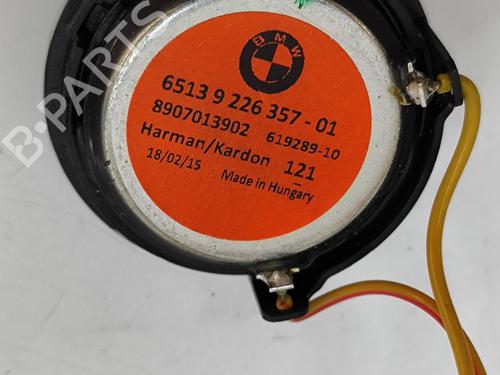 BMW
6513 9 226 357-01
8907013902 619289-10
Harman/Kardon 121
18/02/15 Made in Hungary
B-PARTS